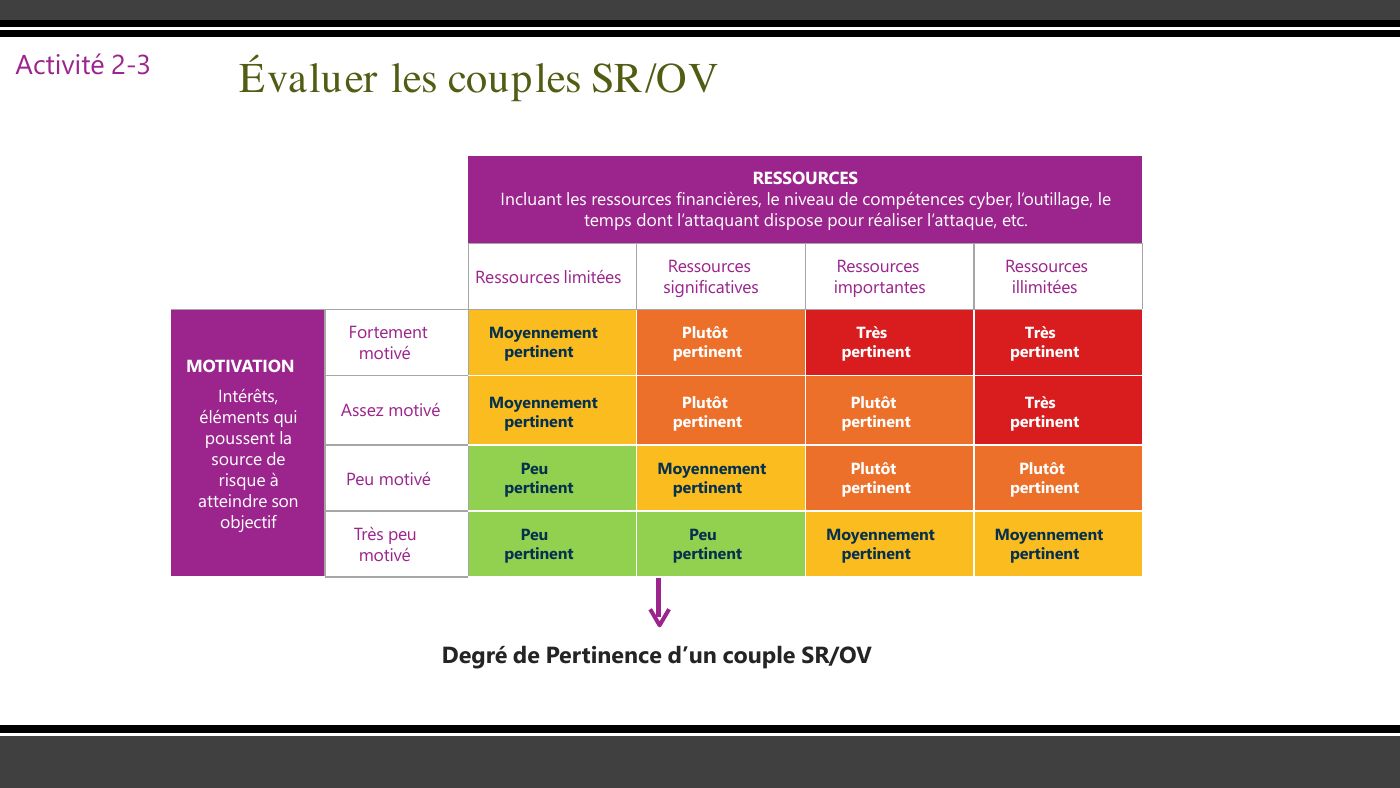 Activité 2-3
Évaluer les couples SR/OV
RESSOURCES
Incluant les ressources financières, le niveau de compétences cyber, l’outillage, le
temps dont l’attaquant dispose pour réaliser l’attaque, etc.
Ressources limitées
Ressources
significatives
Ressources
importantes
Ressources
illimitées
MOTIVATION
Intérêts,
éléments qui
poussent la
source de
risque à
atteindre son
objectif
Fortement
motivé
Moyennement
pertinent
Plutôt
pertinent
Très
pertinent
Très
pertinent
Assez motivé
Moyennement
pertinent
Plutôt
pertinent
Plutôt
pertinent
Très
pertinent
Peu motivé
Peu
pertinent
Moyennement
pertinent
Plutôt
pertinent
Plutôt
pertinent
Très peu
motivé
Peu
pertinent
Peu
pertinent
Moyennement
pertinent
Moyennement
pertinent
Degré de Pertinence d’un couple SR/OV